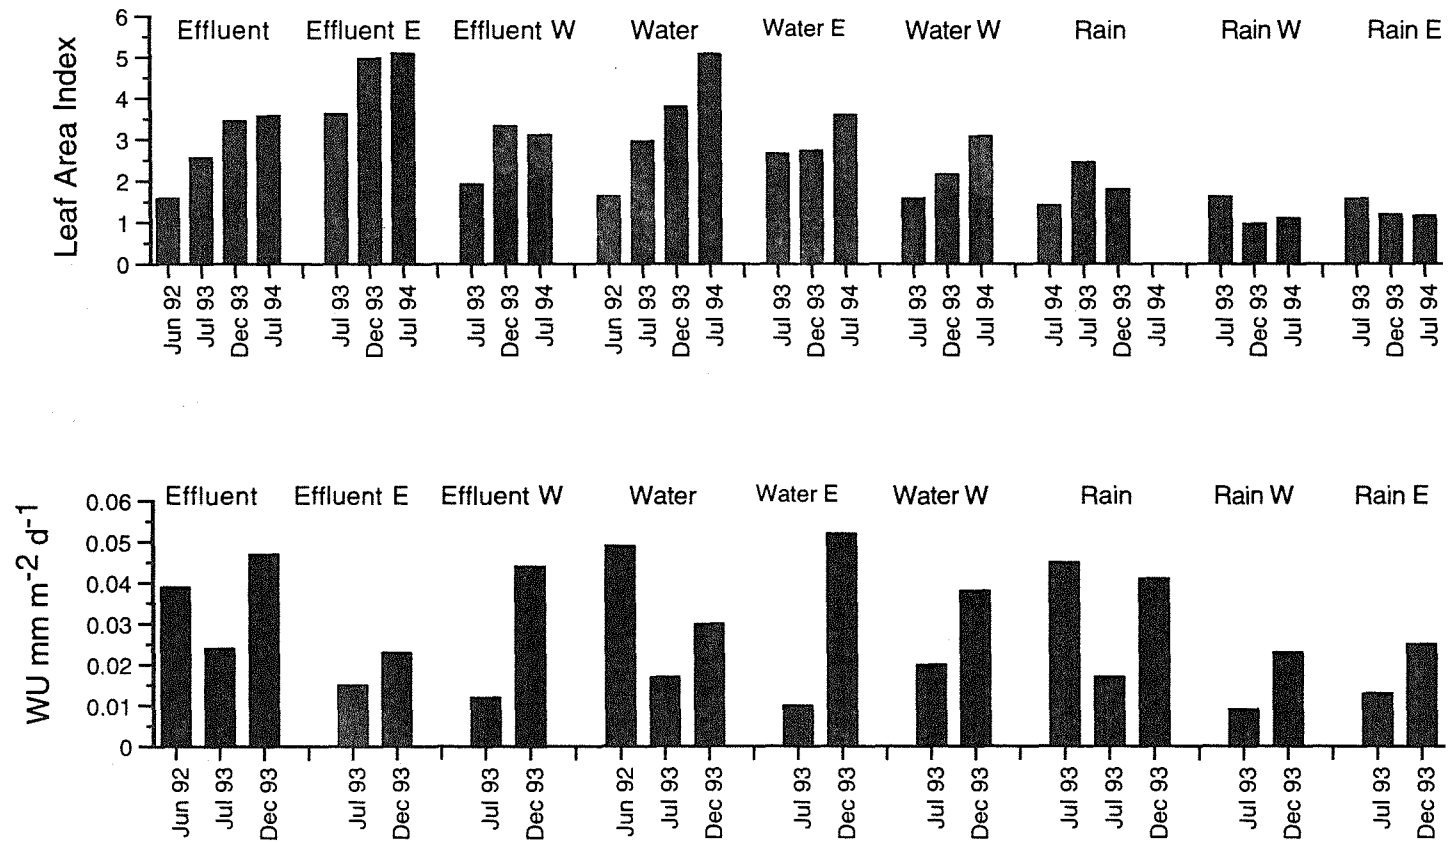 Effluent Effluent E Effluent W Water Water E Water W Rain Rain W Rain E
Leaf Area Index
6
5
4
3
2
1
0
Jun 92 Jul 93 Dec 93 Jul 94 Jul 93 Dec 93 Jul 94 Jul 93 Dec 93 Jul 94 Jun 92 Jul 93 Dec 93 Jul 94 Jul 93 Dec 93 Jul 94 Jul 93 Dec 93 Jul 94 Jul 94 Jul 93 Dec 93 Jul 94 Jul 93 Dec 93 Jul 94 Jul 93 Dec 93 Jul 94
Effluent Effluent E Effluent W Water Water E Water W Rain Rain W Rain E
WU mm m-2 d-1
0.06
0.05
0.04
0.03
0.02
0.01
0
Jun 92 Jul 93 Dec 93 Jul 93 Dec 93 Jul 93 Dec 93 Jun 92 Jul 93 Dec 93 Jul 93 Dec 93 Jul 93 Dec 93 Jul 93 Jul 93 Dec 93 Jul 93 Dec 93 Jul 93 Dec 93